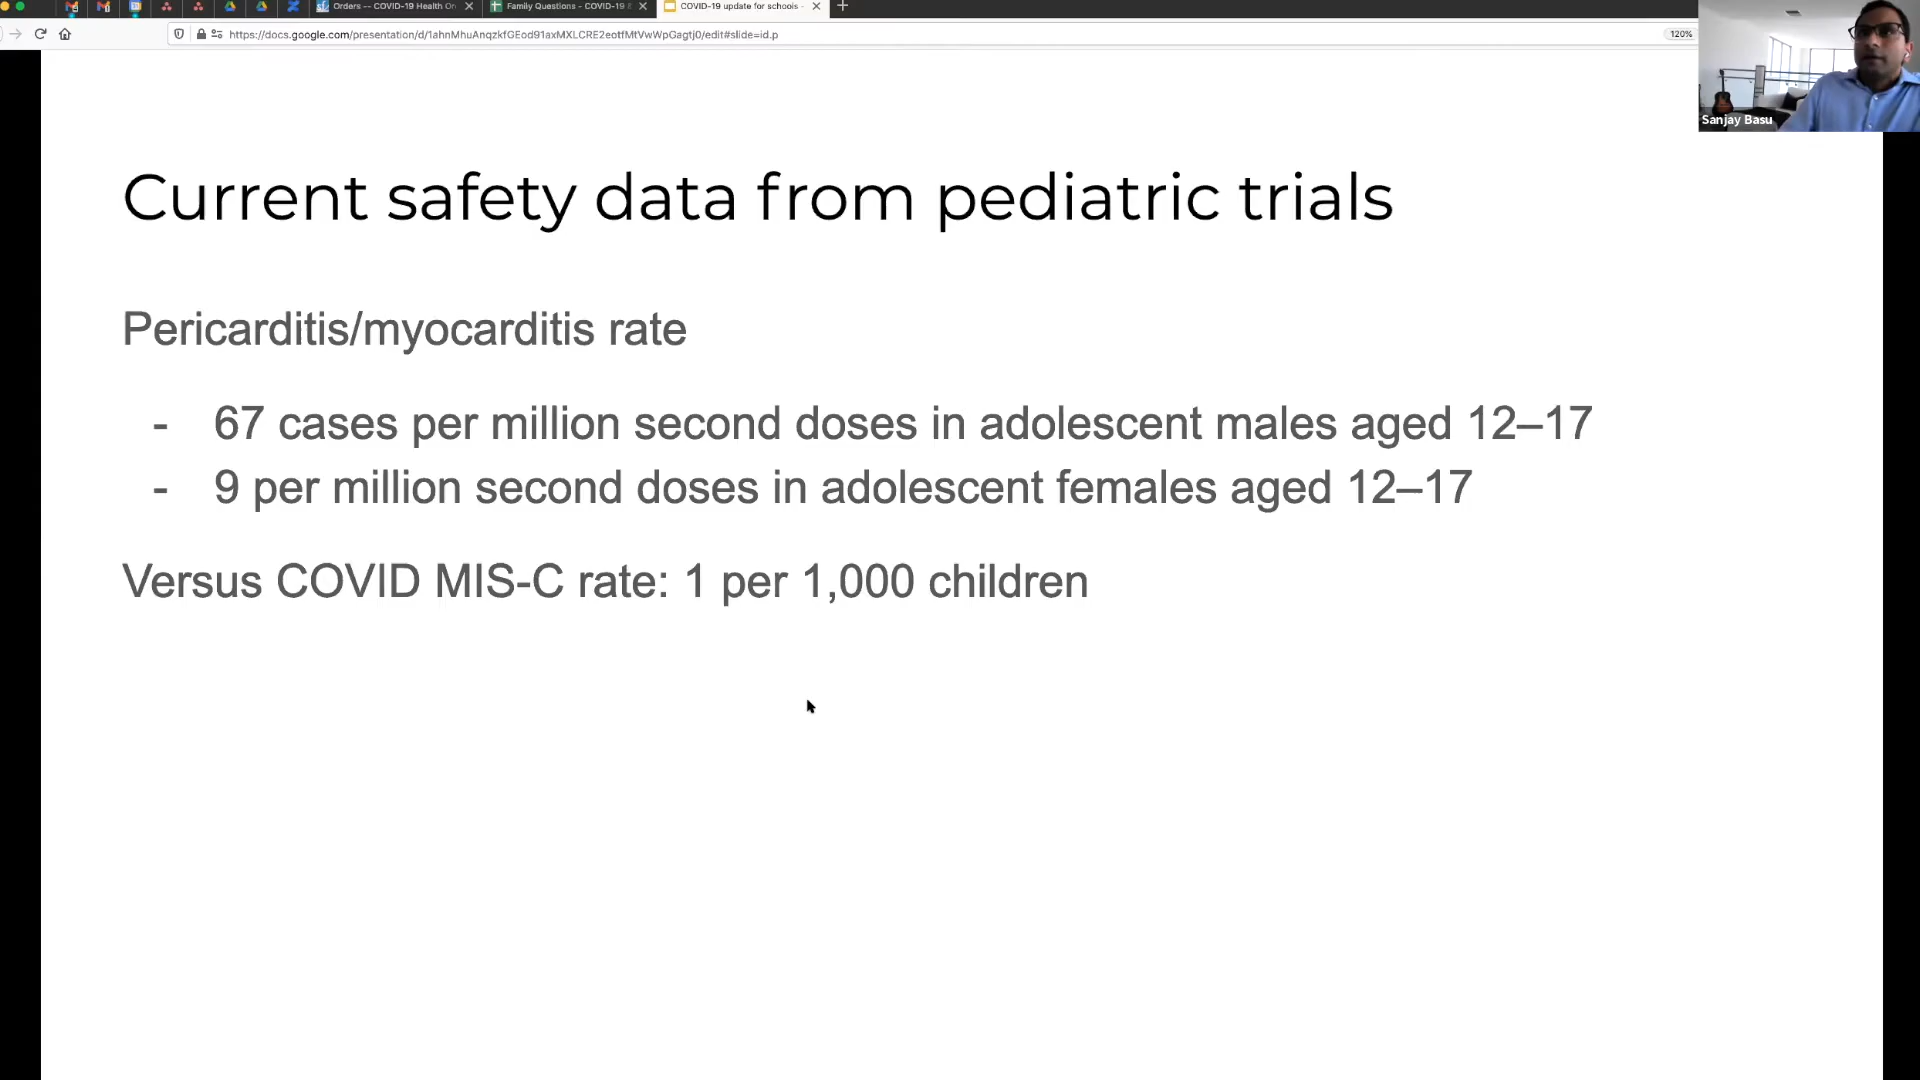 Orders -- COVID-19 Health Or
Family Questions - COVID-19
COVID-19 update for schools -
https://docs.google.com/presentation/d/1ahnMhuAnqzkfGEod91axMXLCRE2eotfMtVwWpGagtj0/edit#slide=id.p
120%
Sanjay Basu
Current safety data from pediatric trials
Pericarditis/myocarditis rate
- 67 cases per million second doses in adolescent males aged 12–17
- 9 per million second doses in adolescent females aged 12–17
Versus COVID MIS-C rate: 1 per 1,000 children